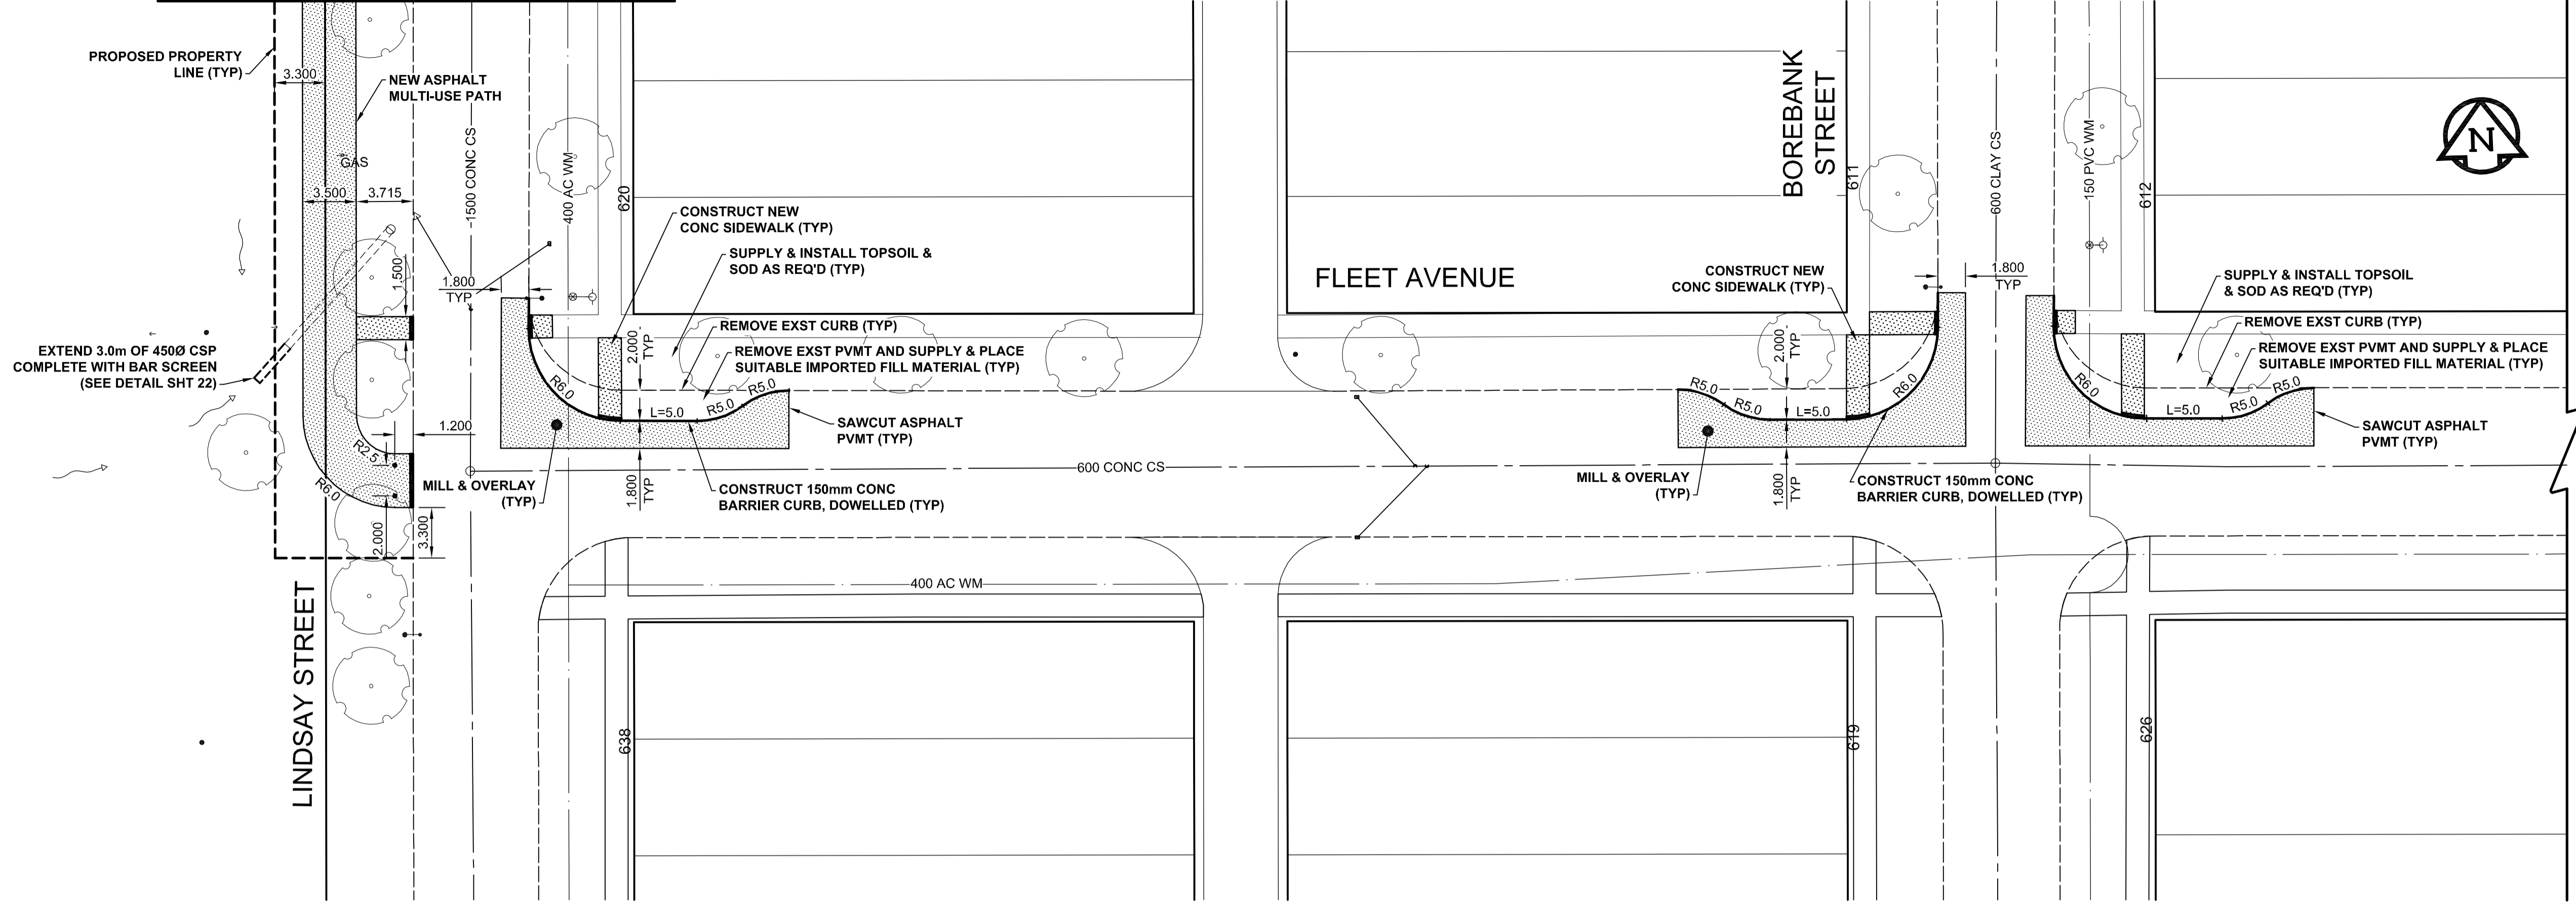 PROPOSED PROPERTY
LINE (TYP)
3.300
NEW ASPHALT
MULTI-USE PATH
GAS
3.500
3.715
1500 CONC CS
400 AC WM
620
1.500
1.800
TYP
EXTEND 3.0m OF 450Ø CSP
COMPLETE WITH BAR SCREEN
(SEE DETAIL SHT 22)
1.200
R2.5
R6.0
2.000
3.300
LINDSAY STREET
CONSTRUCT NEW
CONC SIDEWALK (TYP)
SUPPLY & INSTALL TOPSOIL &
SOD AS REQ'D (TYP)
REMOVE EXST CURB (TYP)
REMOVE EXST PVMT AND SUPPLY & PLACE
SUITABLE IMPORTED FILL MATERIAL (TYP)
2.000
TYP
R6.0
L=5.0
R5.0
R5.0
SAWCUT ASPHALT
PVMT (TYP)
MILL & OVERLAY
(TYP)
1.800
TYP
CONSTRUCT 150mm CONC
BARRIER CURB, DOWELLED (TYP)
600 CONC CS
400 AC WM
638
FLEET AVENUE
BOREBANK
STREET
611
600 CLAY CS
150 PVC WM
612
N
CONSTRUCT NEW
CONC SIDEWALK (TYP)
1.800
TYP
2.000
TYP
R5.0
R5.0
L=5.0
R6.0
MILL & OVERLAY
(TYP)
1.800
TYP
CONSTRUCT 150mm CONC
BARRIER CURB, DOWELLED (TYP)
SUPPLY & INSTALL TOPSOIL
& SOD AS REQ'D (TYP)
REMOVE EXST CURB (TYP)
REMOVE EXST PVMT AND SUPPLY & PLACE
SUITABLE IMPORTED FILL MATERIAL (TYP)
R6.0
L=5.0
R5.0
R5.0
SAWCUT ASPHALT
PVMT (TYP)
619
626